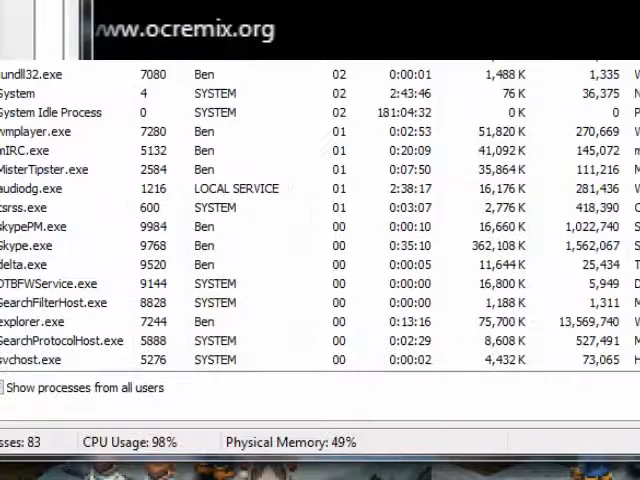 www.ocremix.org
rundll32.exe 7080 Ben 02 0:00:01 1,488 K 1,335
System 4 SYSTEM 02 2:43:46 76 K 36,375
System Idle Process 0 SYSTEM 02 181:04:32 0 K 0
wmplayer.exe 7280 Ben 01 0:02:53 51,820 K 270,669
mIRC.exe 5132 Ben 01 0:20:09 41,092 K 145,072
MisterTipster.exe 2584 Ben 01 0:07:50 35,864 K 111,216
audiodg.exe 1216 LOCAL SERVICE 01 2:38:17 16,176 K 281,436
csrss.exe 600 SYSTEM 01 0:03:07 2,776 K 418,390
skypePM.exe 9984 Ben 00 0:00:10 16,660 K 1,022,740
Skype.exe 9768 Ben 00 0:35:10 362,108 K 1,562,067
delta.exe 9520 Ben 00 0:00:05 11,644 K 25,434
DTBFWService.exe 9144 SYSTEM 00 0:00:00 16,800 K 5,949
SearchFilterHost.exe 8828 SYSTEM 00 0:00:00 1,188 K 1,311
explorer.exe 7244 Ben 00 0:13:16 75,700 K 13,569,740
SearchProtocolHost.exe 5888 SYSTEM 00 0:02:29 8,608 K 527,491
svchost.exe 5276 SYSTEM 00 0:00:02 4,432 K 73,065
Show processes from all users
sses: 83 CPU Usage: 98% Physical Memory: 49%